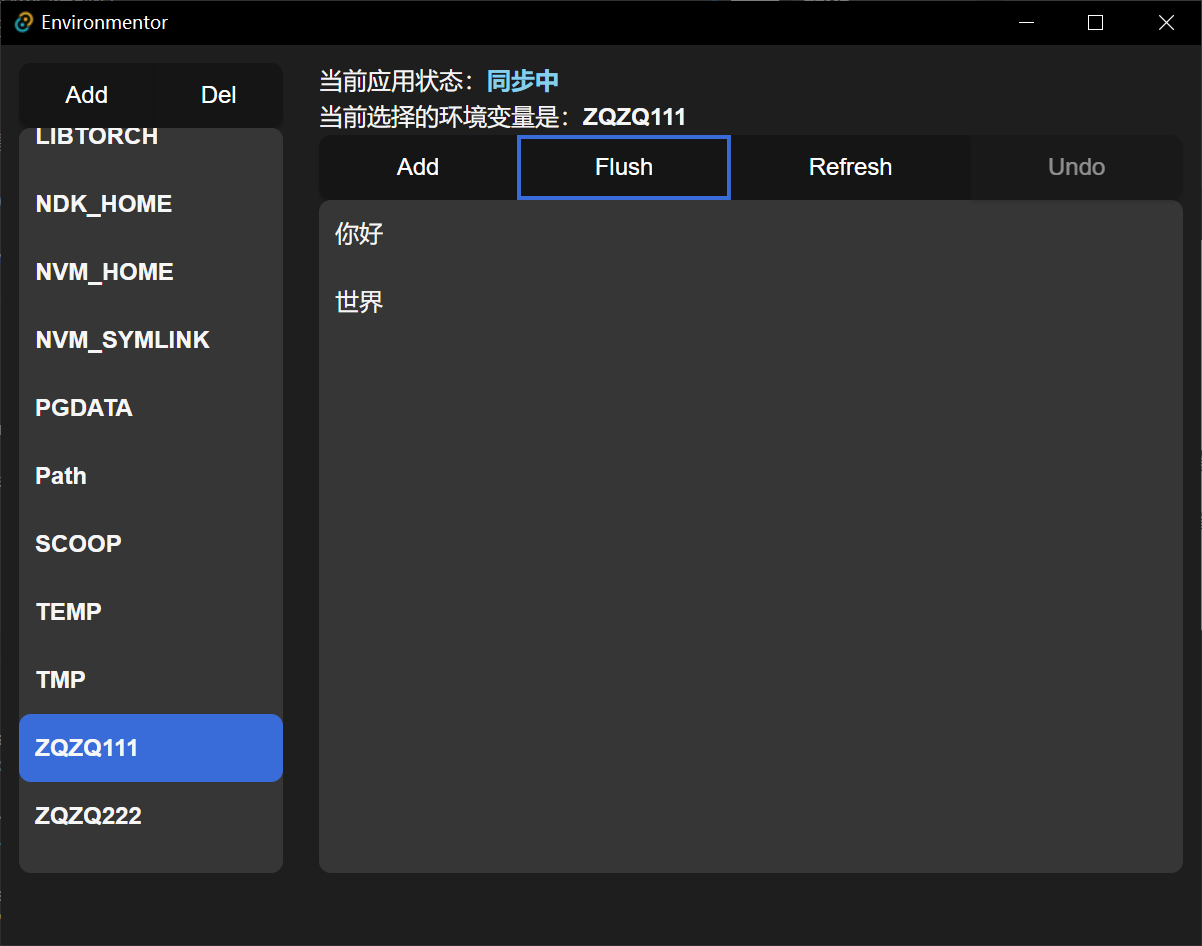 Environmentor
Add Del
LIBTORCH
NDK_HOME
NVM_HOME
NVM_SYMLINK
PGDATA
Path
SCOOP
TEMP
TMP
ZQZQ111
ZQZQ222
当前应用状态：同步中
当前选择的环境变量是：ZQZQ111
Add Flush Refresh Undo
你好
世界